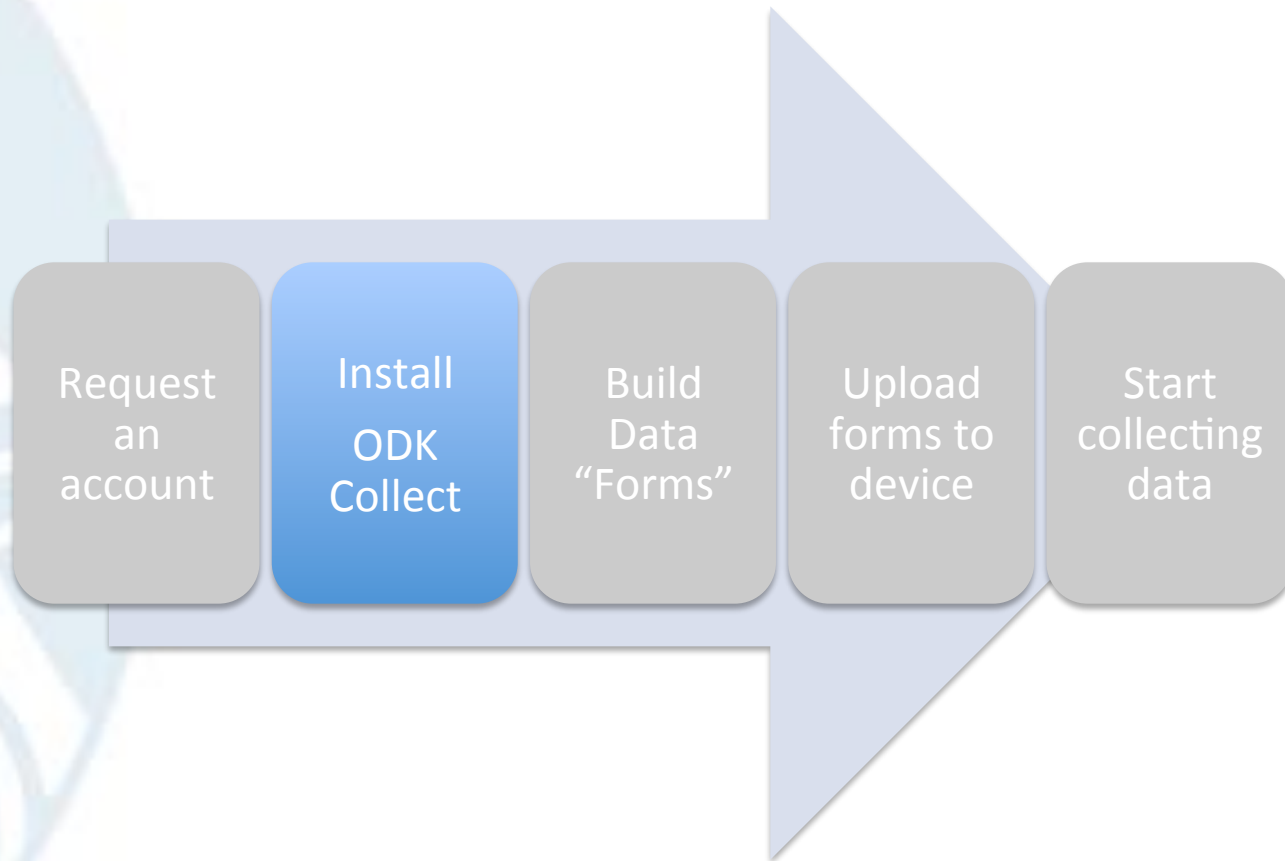 Request
an
account
Install
ODK
Collect
Build
Data
“Forms”
Upload
forms to
device
Start
collecting
data